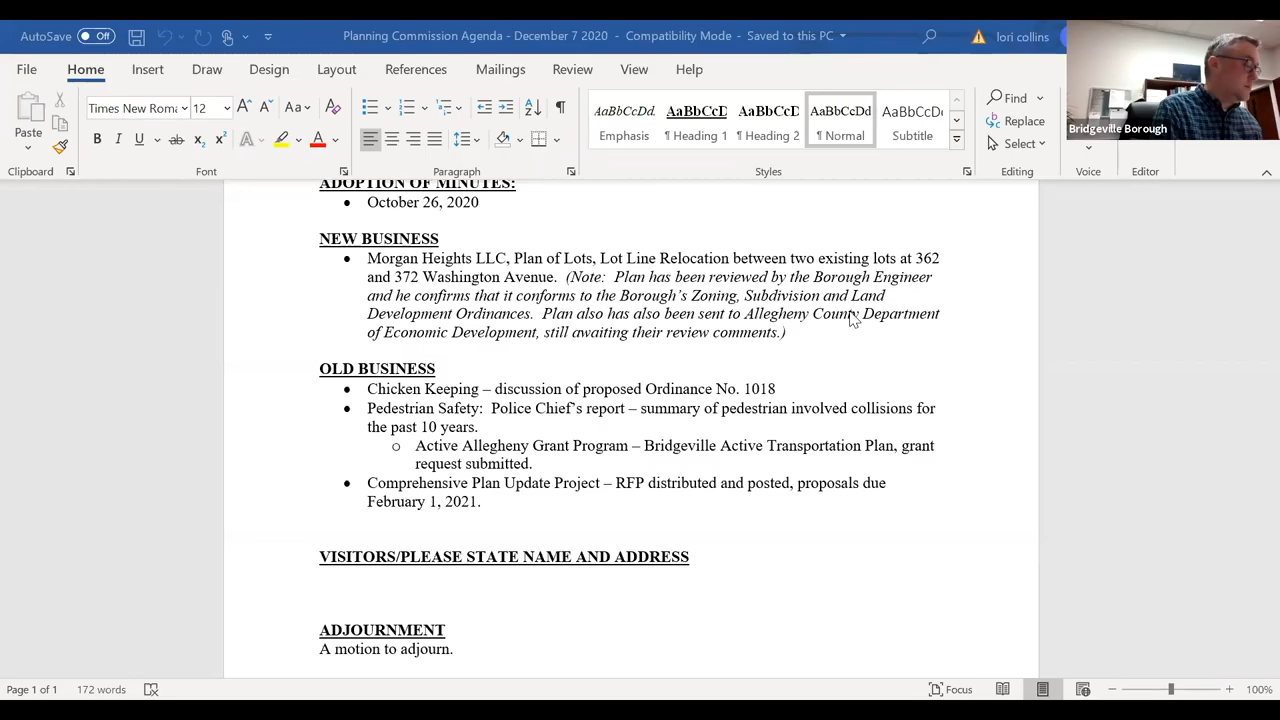 AutoSave Off Planning Commission Agenda - December 7 2020 - Compatibility Mode - Saved to this PC lori collins
File Home Insert Draw Design Layout References Mailings Review View Help
Paste
Times New Roma 12
Aa
B I U ab x₂ x² A A
AaBbCcDd. AaBbCcD AaBbCcD AaBbCcDd AaBbCcDd
Emphasis ¶ Heading 1 ¶ Heading 2 ¶ Normal Subtitle
Find
Replace
Select
Bridgeville Borough
Clipboard Font Paragraph Styles Editing Voice Editor
ADOPTION OF MINUTES:
• October 26, 2020
NEW BUSINESS
• Morgan Heights LLC, Plan of Lots, Lot Line Relocation between two existing lots at 362
and 372 Washington Avenue. (Note: Plan has been reviewed by the Borough Engineer
and he confirms that it conforms to the Borough's Zoning, Subdivision and Land
Development Ordinances. Plan also has also been sent to Allegheny County Department
of Economic Development, still awaiting their review comments.)
OLD BUSINESS
• Chicken Keeping – discussion of proposed Ordinance No. 1018
• Pedestrian Safety: Police Chief's report – summary of pedestrian involved collisions for
the past 10 years.
o Active Allegheny Grant Program – Bridgeville Active Transportation Plan, grant
request submitted.
• Comprehensive Plan Update Project – RFP distributed and posted, proposals due
February 1, 2021.
VISITORS/PLEASE STATE NAME AND ADDRESS
ADJOURNMENT
A motion to adjourn.
Page 1 of 1 172 words Focus 100%